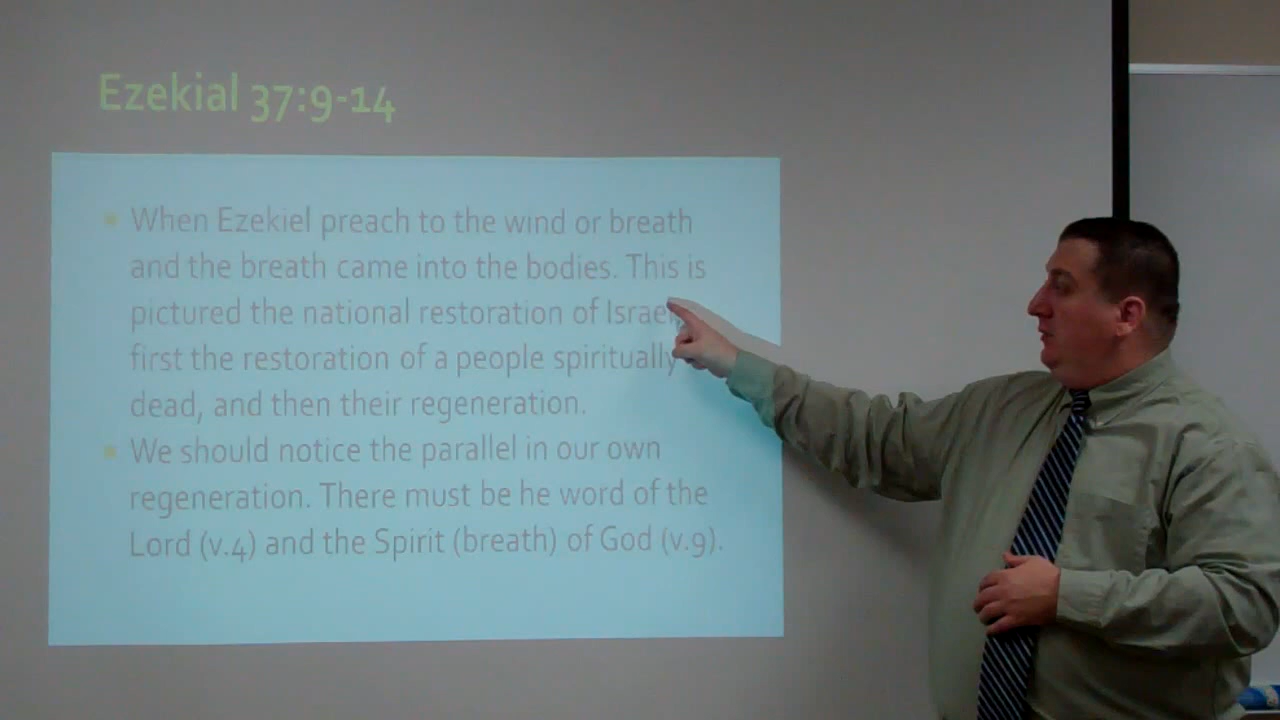 Ezekial 37:9-14
When Ezekiel preach to the wind or breath
and the breath came into the bodies. This is
pictured the national restoration of Israel,
first the restoration of a people spiritually
dead, and then their regeneration.
We should notice the parallel in our own
regeneration. There must be he word of the
Lord (v.4) and the Spirit (breath) of God (v.9).